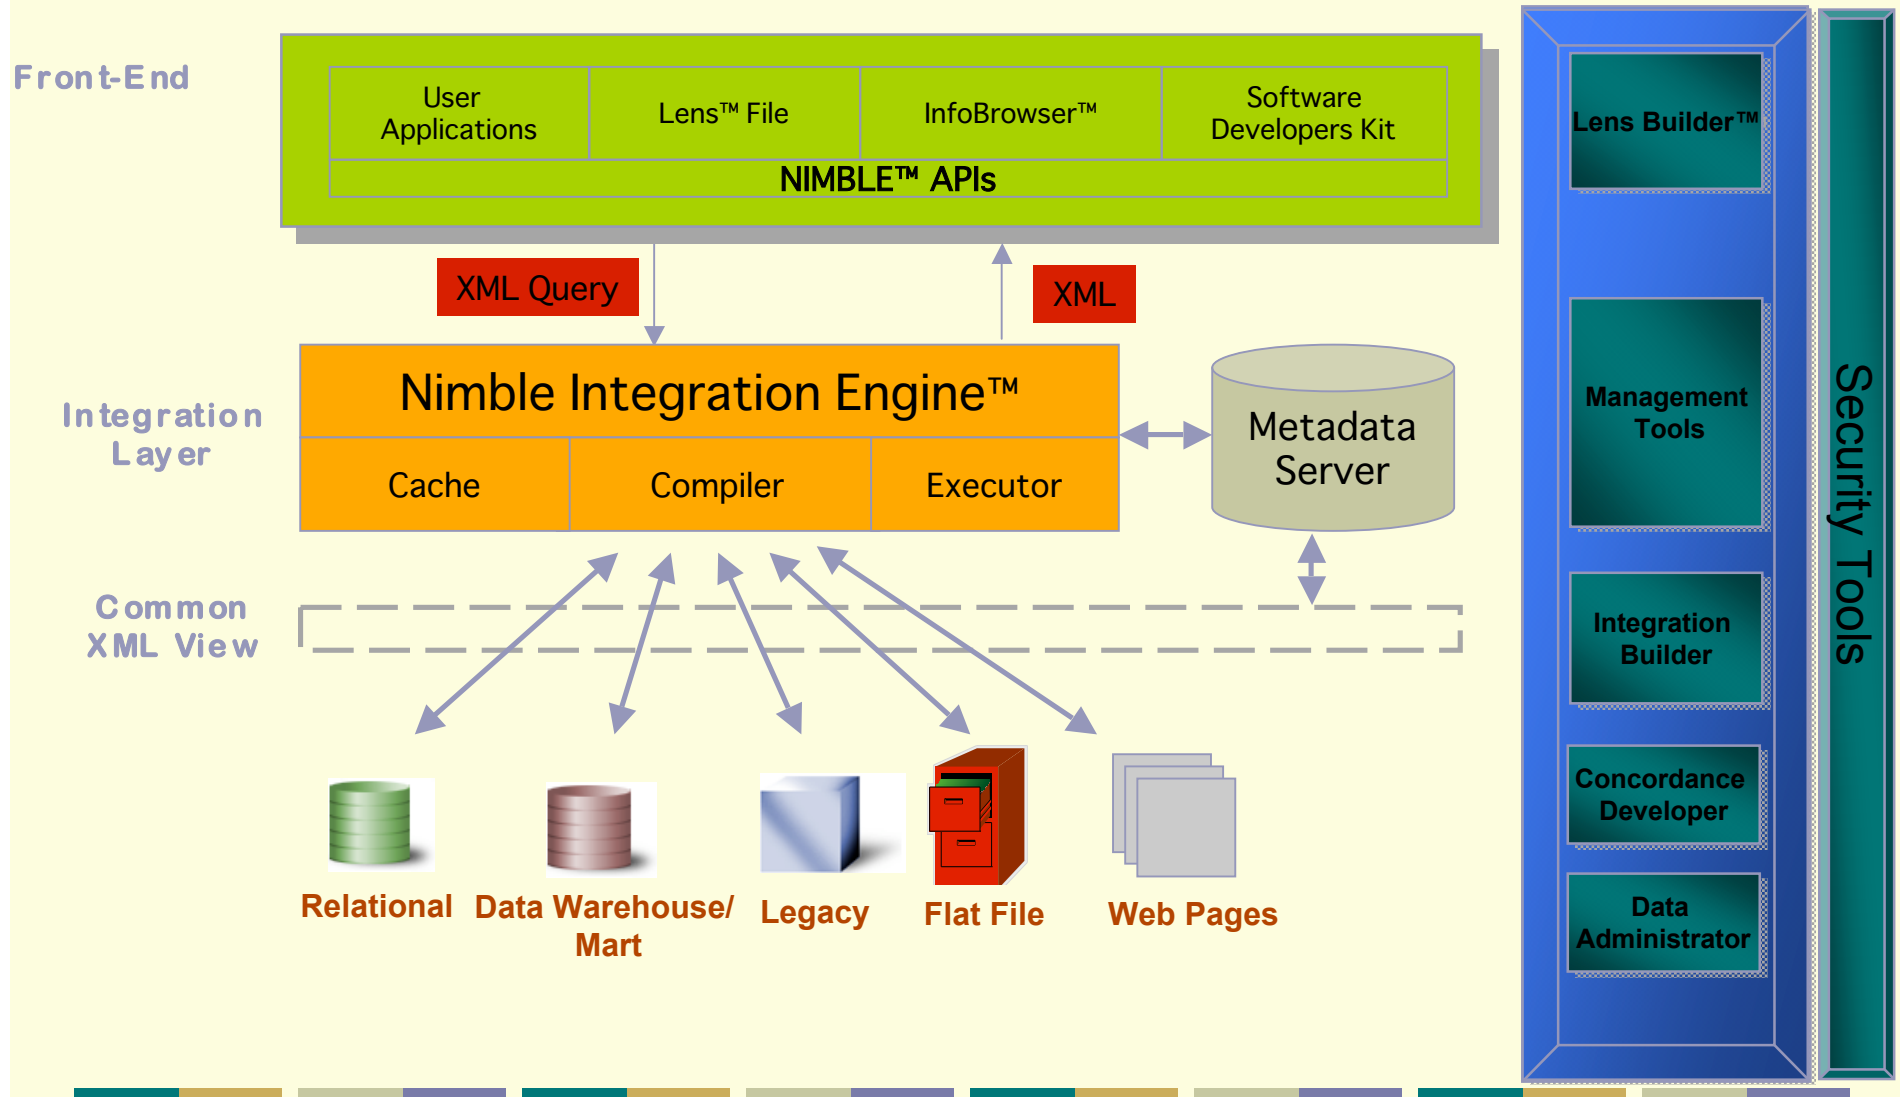 Front-End
User
Applications
Lens™ File
InfoBrowser™
Software
Developers Kit
NIMBLE™ APIs
XML Query
XML
Integration
Layer
Nimble Integration Engine™
Cache
Compiler
Executor
Metadata
Server
Common
XML View
Relational
Data Warehouse/
Mart
Legacy
Flat File
Web Pages
Lens Builder™
Management
Tools
Integration
Builder
Concordance
Developer
Data
Administrator
Security Tools